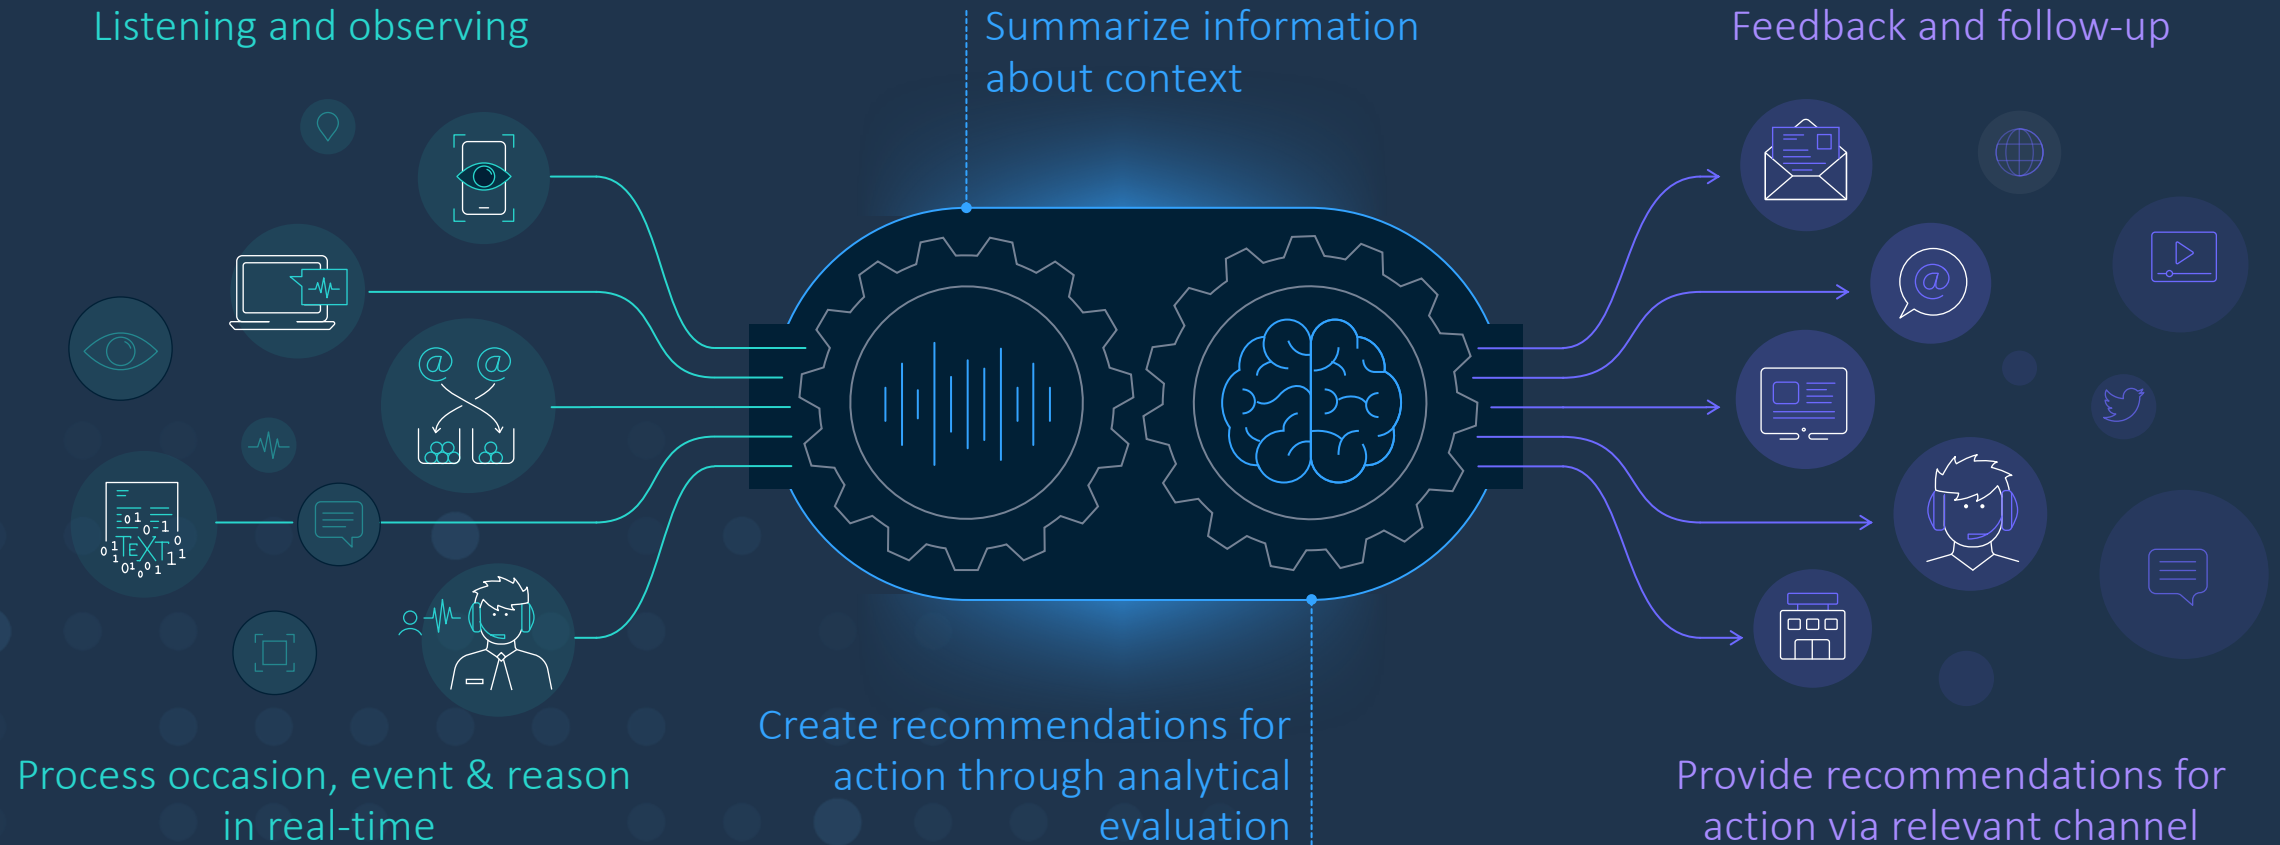 Listening and observing
Summarize information
about context
Feedback and follow-up
@ @
@
TEXT
Create recommendations for
action through analytical
evaluation
Process occasion, event & reason
in real-time
Provide recommendations for
action via relevant channel